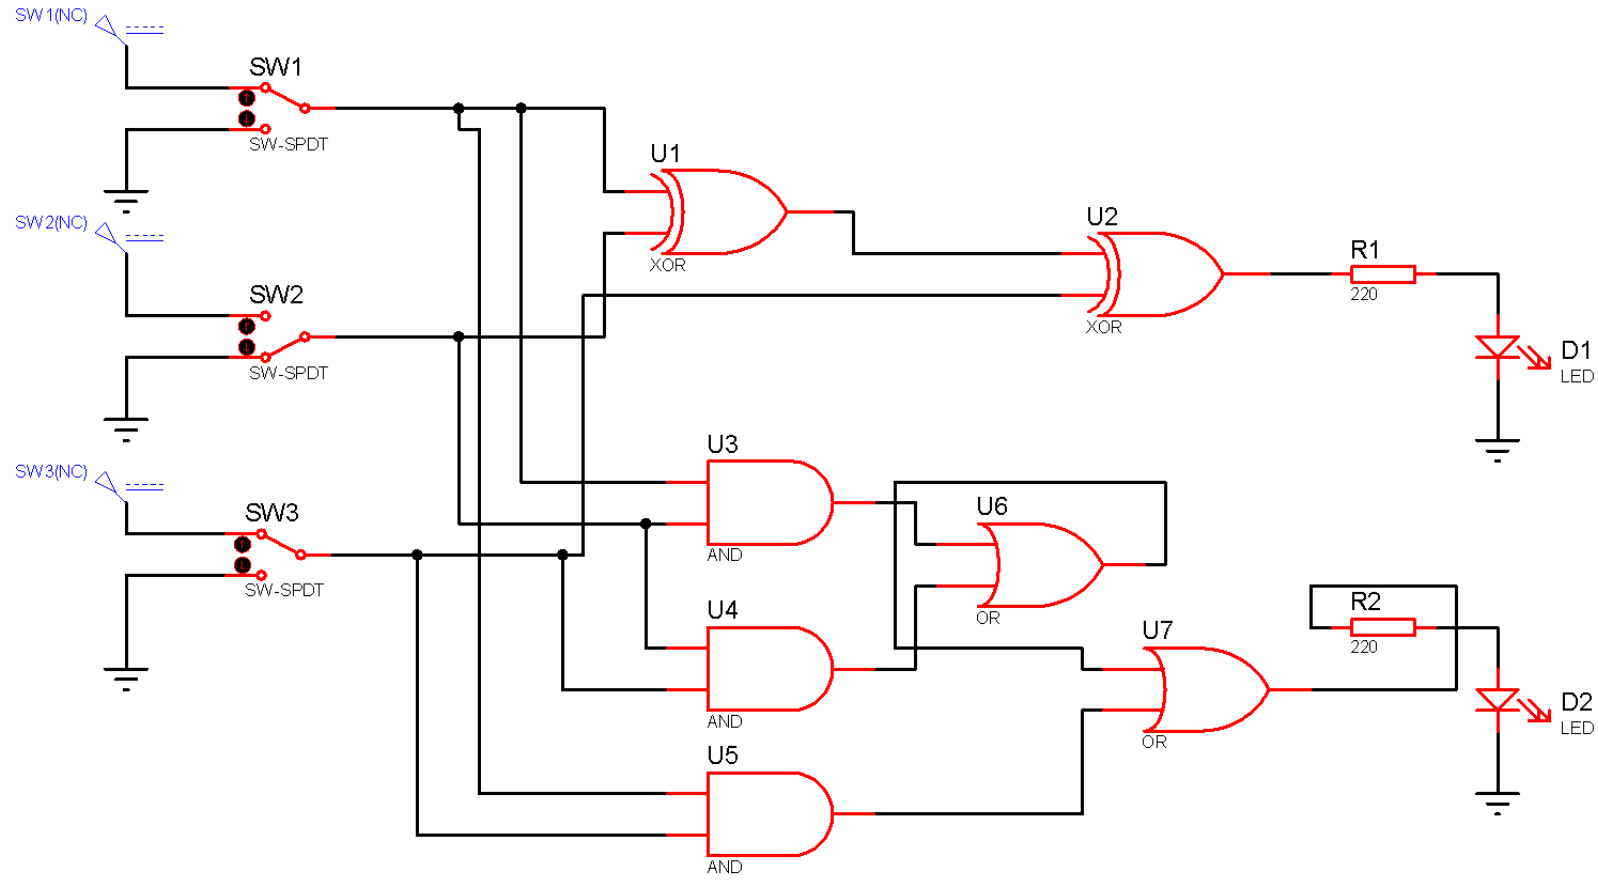 SW1(NC)
SW1
SW-SPDT
SW2(NC)
SW2
SW-SPDT
SW3(NC)
SW3
SW-SPDT
U1
XOR
U2
XOR
R1
220
D1
LED
U3
AND
U4
AND
U5
AND
U6
OR
U7
OR
R2
220
D2
LED